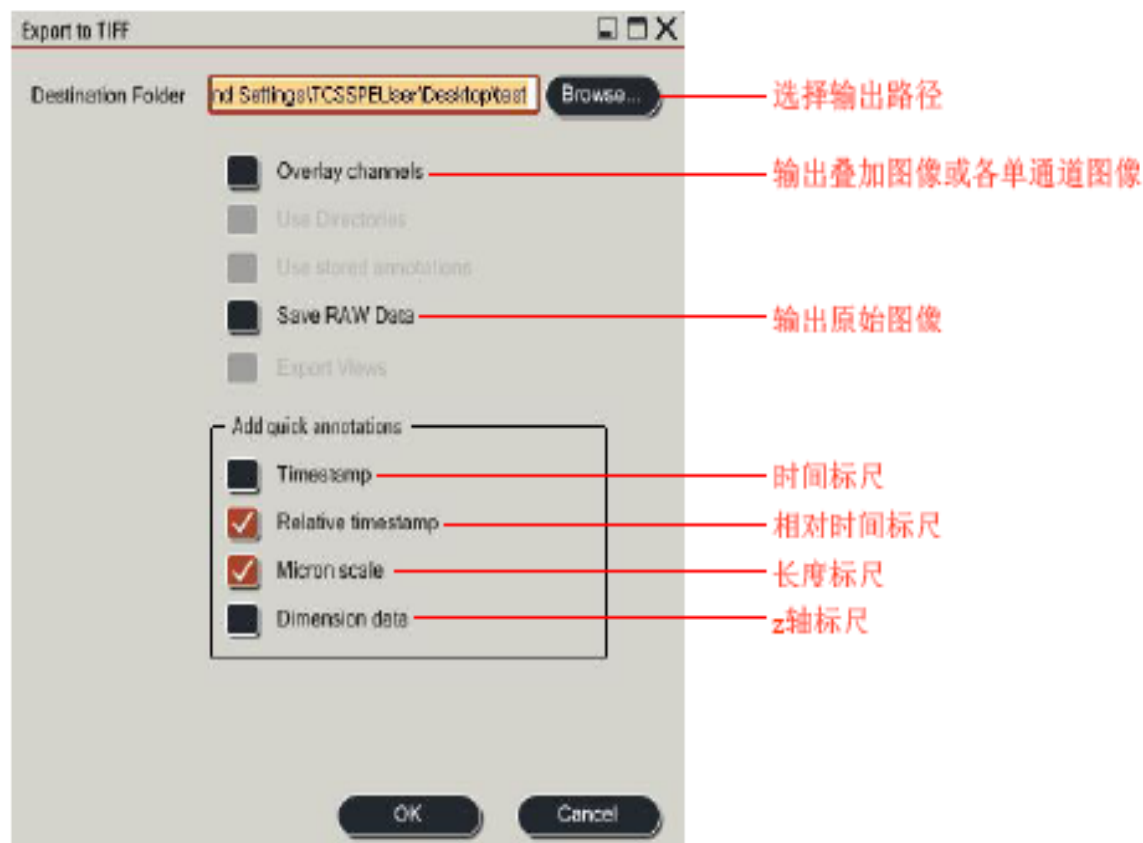 Export to TIFF
Destination Folder nd Settings\TCSSPEUser\Desktop\test Browse... 选择输出路径
Overlay channels 输出叠加图像或各单通道图像
Use Directories
Use stored annotations
Save RAW Data 输出原始图像
Export Views
Add quick annotations
Timestamp 时间标尺
Relative timestamp 相对时间标尺
Micron scale 长度标尺
Dimension data z轴标尺
OK Cancel